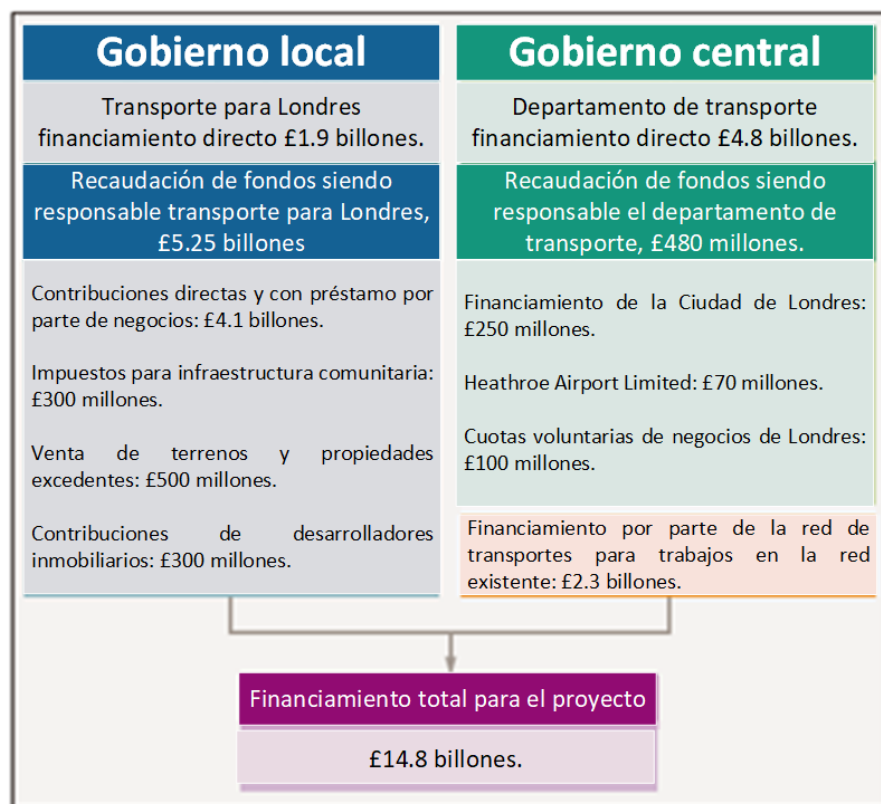 Gobierno local
Transporte para Londres
financiamiento directo £1.9 billones.
Recaudación de fondos siendo
responsable transporte para Londres,
£5.25 billones
Contribuciones directas y con préstamo por
parte de negocios: £4.1 billones.
Impuestos para infraestructura comunitaria:
£300 millones.
Venta de terrenos y propiedades
excedentes: £500 millones.
Contribuciones de desarrolladores
inmobiliarios: £300 millones.
Gobierno central
Departamento de transporte
financiamiento directo £4.8 billones.
Recaudación de fondos siendo
responsable el departamento de
transporte, £480 millones.
Financiamiento de la Ciudad de Londres:
£250 millones.
Heathroe Airport Limited: £70 millones.
Cuotas voluntarias de negocios de Londres:
£100 millones.
Financiamiento por parte de la red de
transportes para trabajos en la red
existente: £2.3 billones.
Financiamiento total para el proyecto
£14.8 billones.